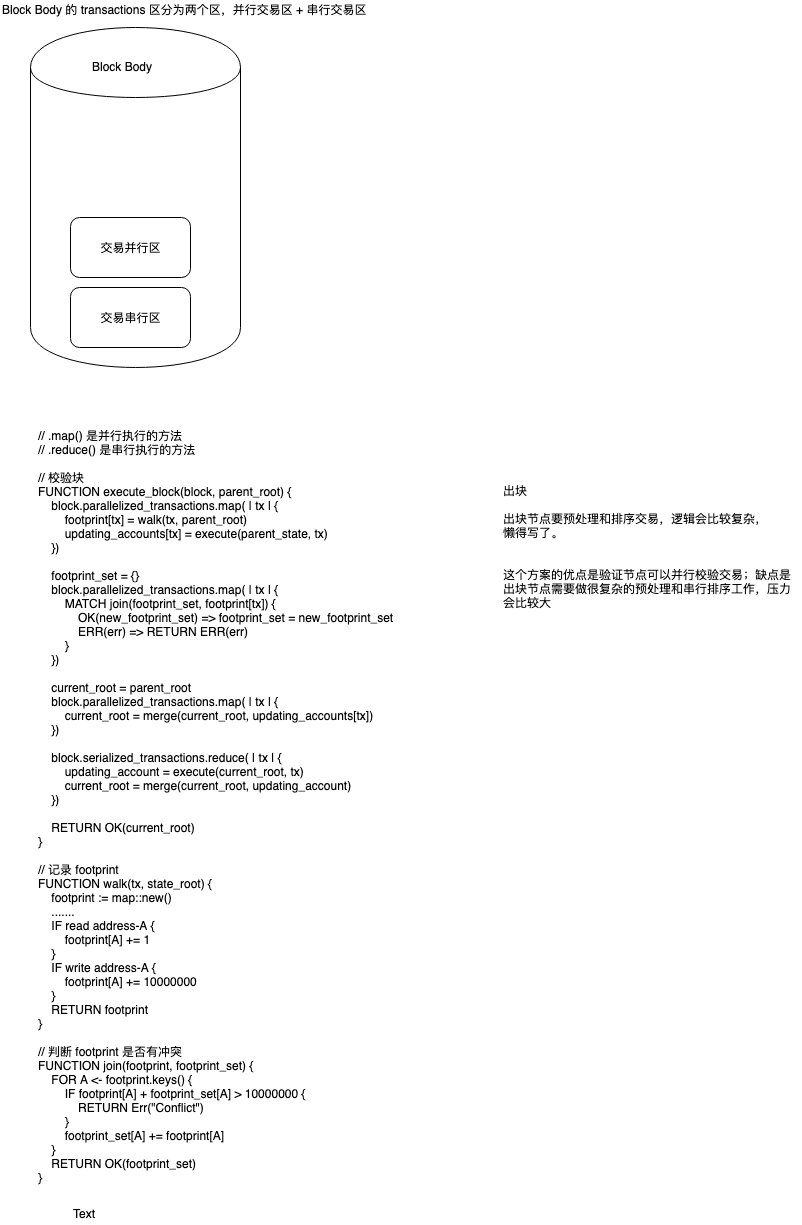 Block Body 的 transactions 区分为两个区，并行交易区 + 串行交易区
Block Body
交易并行区
交易串行区
// .map() 是并行执行的方法
// .reduce() 是串行执行的方法
// 校验块
FUNCTION execute_block(block, parent_root) {
    block.parallelized_transactions.map( | tx | {
        footprint[tx] = walk(tx, parent_root)
        updating_accounts[tx] = execute(parent_state, tx)
    })
    footprint_set = {}
    block.parallelized_transactions.map( | tx | {
        MATCH join(footprint_set, footprint[tx]) {
            OK(new_footprint_set) => footprint_set = new_footprint_set
            ERR(err) => RETURN ERR(err)
        }
    })
    current_root = parent_root
    block.parallelized_transactions.map( | tx | {
        current_root = merge(current_root, updating_accounts[tx])
    })
    block.serialized_transactions.reduce( | tx | {
        updating_account = execute(current_root, tx)
        current_root = merge(current_root, updating_account)
    })
    RETURN OK(current_root)
}
// 记录 footprint
FUNCTION walk(tx, state_root) {
    footprint := map::new()
    .......
    IF read address-A {
        footprint[A] += 1
    }
    IF write address-A {
        footprint[A] += 10000000
    }
    RETURN footprint
}
// 判断 footprint 是否有冲突
FUNCTION join(footprint, footprint_set) {
    FOR A <- footprint.keys() {
        IF footprint[A] + footprint_set[A] > 10000000 {
            RETURN Err("Conflict")
        }
        footprint_set[A] += footprint[A]
    }
    RETURN OK(footprint_set)
}
出块
出块节点要预处理和排序交易，逻辑会比较复杂，
懒得写了。
这个方案的优点是验证节点可以并行校验交易；缺点是
出块节点需要做很复杂的预处理和串行排序工作，压力
会比较大
Text